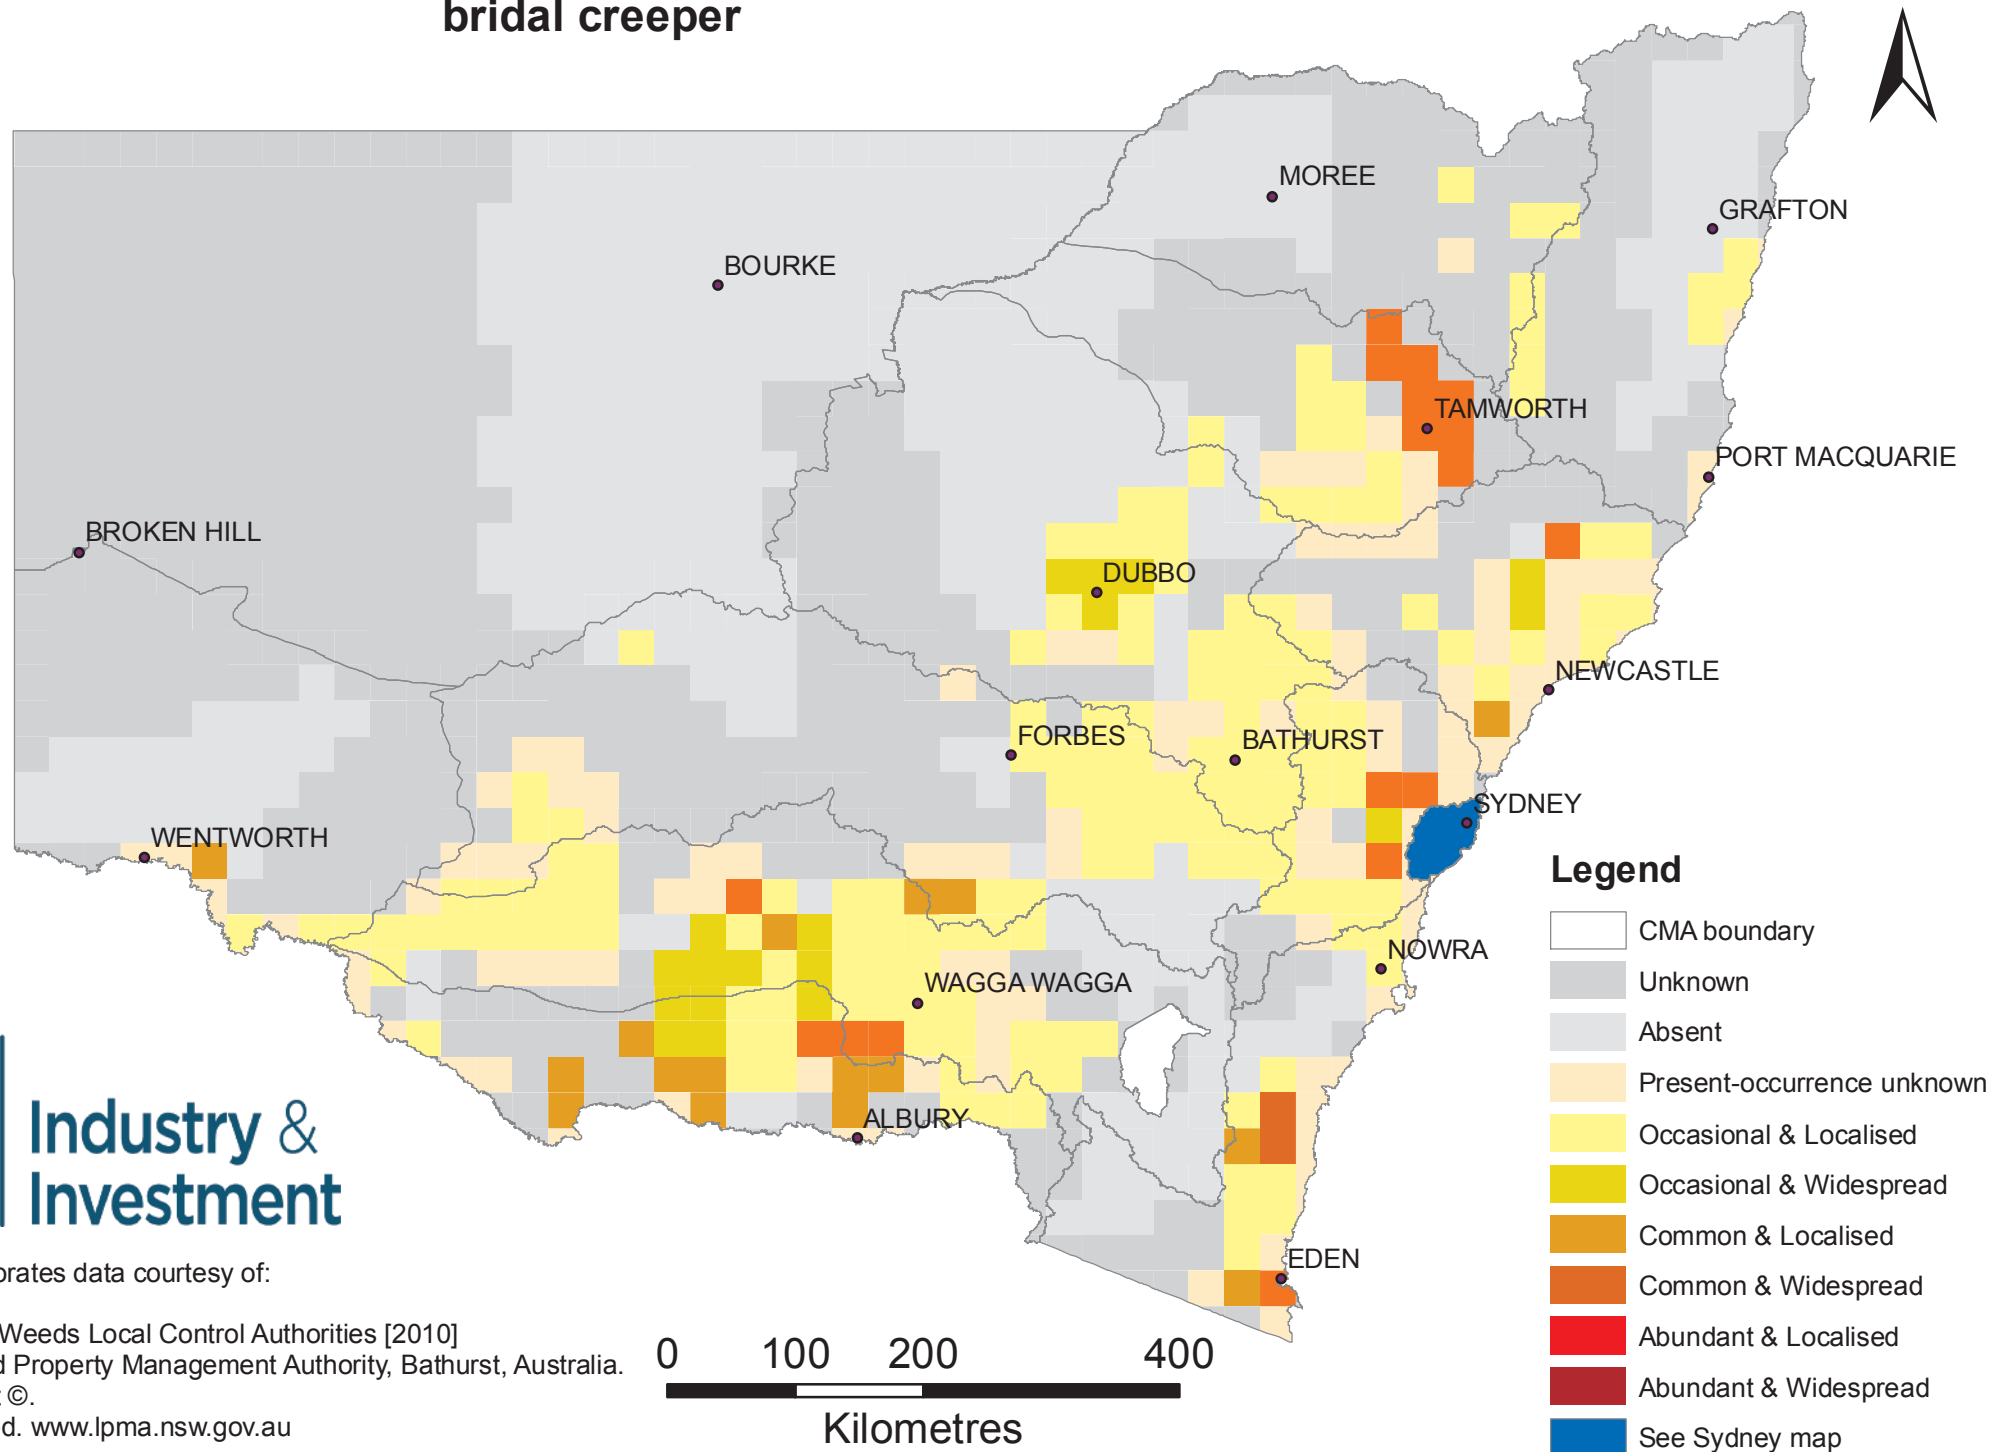 bridal creeper
MOREE
GRAFTON
BOURKE
TAMWORTH
PORT MACQUARIE
BROKEN HILL
DUBBO
NEWCASTLE
FORBES
BATHURST
SYDNEY
WENTWORTH
NOWRA
WAGGA WAGGA
ALBURY
EDEN
Legend
CMA boundary
Unknown
Absent
Present-occurrence unknown
Occasional & Localised
Occasional & Widespread
Common & Localised
Common & Widespread
Abundant & Localised
Abundant & Widespread
See Sydney map
Industry &
Investment
data courtesy of:
Weeds Local Control Authorities [2010]
Property Management Authority, Bathurst, Australia.
©.
www.lpma.nsw.gov.au
0 100 200 400
Kilometres